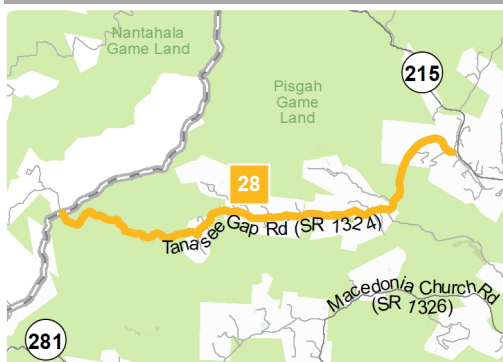 Nantahala
Game Land
215
Pisgah
Game
Land
28
Tanasee Gap Rd (SR 1324)
Macedonia Church Rd
(SR 1326)
281